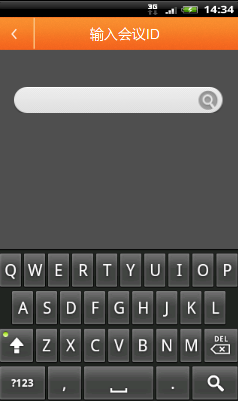 3G 14:34
输入会议ID
Q W E R T Y U I O P
A S D F G H J K L
Z X C V B N M DEL
?123 , .